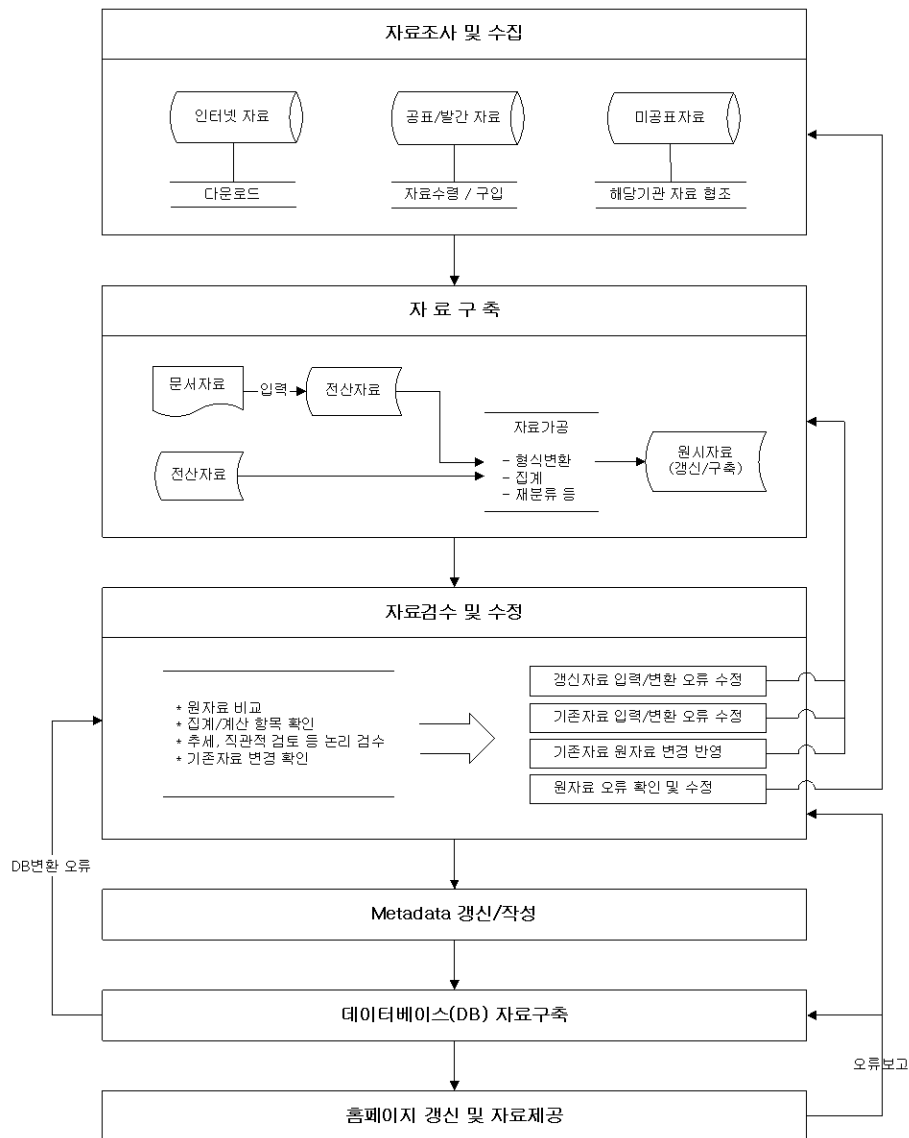 자료조사 및 수집
인터넷 자료
공표/발간 자료
미공표자료
다운로드
자료수령 / 구입
해당기관 자료 협조
자 료 구 축
문서자료
입력
전산자료
전산자료
자료가공
- 형식변환
- 집계
- 재분류 등
원시자료
(갱신/구축)
자료검수 및 수정
* 원자료 비교
* 집계/계산 항목 확인
* 추세, 직관적 검토 등 논리 검수
* 기존자료 변경 확인
갱신자료 입력/변환 오류 수정
기존자료 입력/변환 오류 수정
기존자료 원자료 변경 반영
원자료 오류 확인 및 수정
DB변환 오류
Metadata 갱신/작성
데이터베이스(DB) 자료구축
오류보고
홈페이지 갱신 및 자료제공